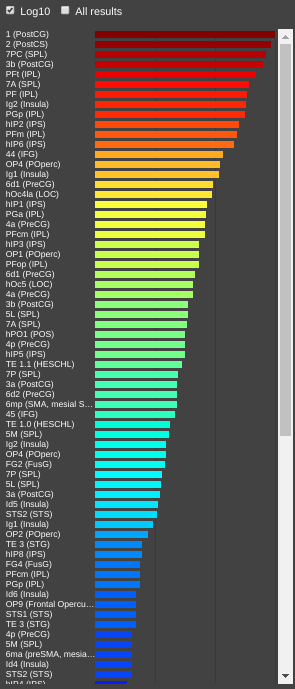 Log10 All results
1 (PostCG)
2 (PostCS)
7PC (SPL)
3b (PostCG)
PFt (IPL)
7A (SPL)
PF (IPL)
Ig2 (Insula)
PGp (IPL)
hIP2 (IPS)
PFm (IPL)
hIP6 (IPS)
44 (IFG)
OP4 (POperc)
Ig1 (Insula)
6d1 (PreCG)
hOc4la (LOC)
hIP1 (IPS)
PGa (IPL)
4a (PreCG)
PFcm (IPL)
hIP3 (IPS)
OP1 (POperc)
PFop (IPL)
6d1 (PreCG)
hOc5 (LOC)
4a (PreCG)
3b (PostCG)
5L (SPL)
7A (SPL)
hPO1 (POS)
4p (PreCG)
hIP5 (IPS)
TE 1.1 (HESCHL)
7P (SPL)
3a (PostCG)
6d2 (PreCG)
6mp (SMA, mesial S...
45 (IFG)
TE 1.0 (HESCHL)
5M (SPL)
Ig2 (Insula)
OP4 (POperc)
FG2 (FusG)
7P (SPL)
5L (SPL)
3a (PostCG)
Id5 (Insula)
STS2 (STS)
Ig1 (Insula)
OP2 (POperc)
TE 3 (STG)
hIP8 (IPS)
FG4 (FusG)
PFcm (IPL)
PGp (IPL)
Id6 (Insula)
OP9 (Frontal Opercu...
STS1 (STS)
TE 3 (STG)
4p (PreCG)
5M (SPL)
6ma (preSMA, mesia...
Id4 (Insula)
STS2 (STS)
hIP4 (IPS)